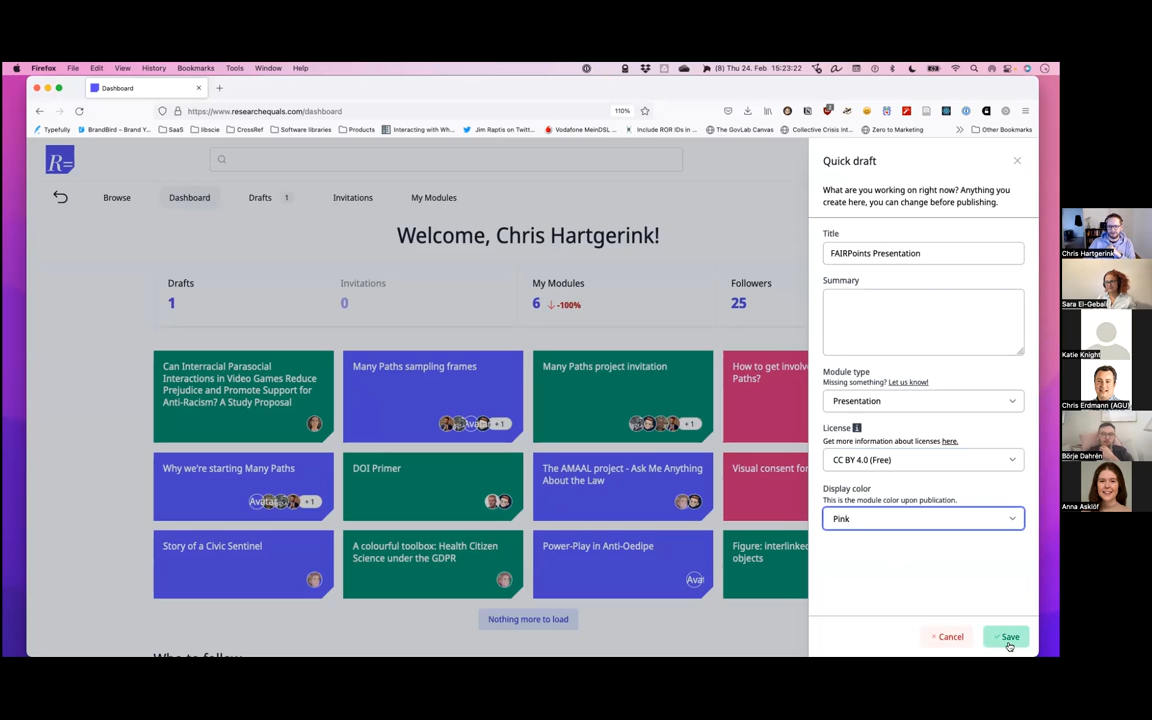 Firefox File Edit View History Bookmarks Tools Window Help (8) Thu 24. Feb 15:23:22
Dashboard
https://www.researchequals.com/dashboard 110%
Typefully BrandBird – Brand Y... SaaS libscie CrossRef Software libraries Products Interacting with Wh... Jim Raptis on Twitt... Vodafone MeinDSL ... Include ROR IDs in ... The GovLab Canvas Collective Crisis Int... Zero to Marketing Other Bookmarks
R=
Browse Dashboard Drafts 1 Invitations My Modules
Welcome, Chris Hartgerink!
Drafts Invitations My Modules Followers
1 0 6 ↓-100% 25
Can Interracial Parasocial
Interactions in Video Games Reduce
Prejudice and Promote Support for
Anti-Racism? A Study Proposal
Many Paths sampling frames
Avatar +1
Many Paths project invitation
+1
How to get involv
Paths?
Why we're starting Many Paths
Avatar +1
DOI Primer
The AMAAL project - Ask Me Anything
About the Law
Visual consent fo
Story of a Civic Sentinel
A colourful toolbox: Health Citizen
Science under the GDPR
Power-Play in Anti-Oedipe
Avat
Figure: interlinked
objects
Nothing more to load
Who to follow
Quick draft
What are you working on right now? Anything you
create here, you can change before publishing.
Title
FAIRPoints Presentation
Summary
Module type
Missing something? Let us know!
Presentation
License
Get more information about licenses here.
CC BY 4.0 (Free)
Display color
This is the module color upon publication.
Pink
× Cancel ✓ Save
Chris Hartgerink
Sara El-Gebali
Katie Knight
Chris Erdmann (AGU)
Börje Dahrén
Anna Asklöf